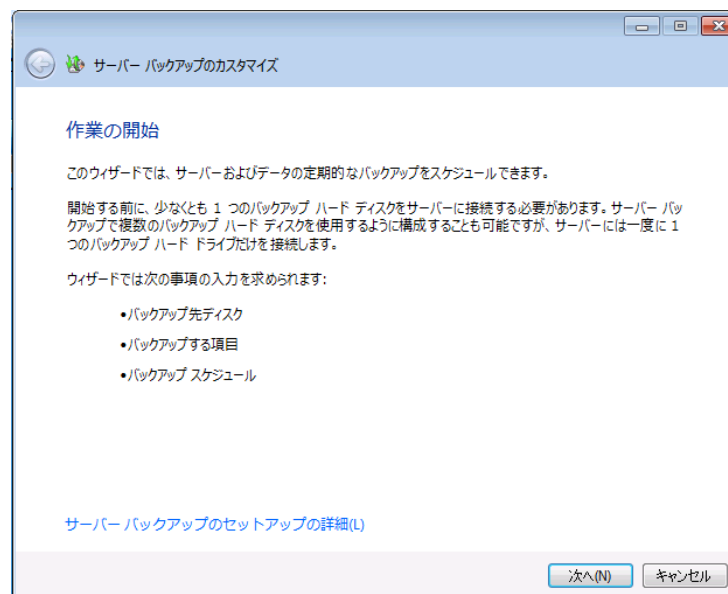 サーバー バックアップのカスタマイズ
作業の開始
このウィザードでは、サーバーおよびデータの定期的なバックアップをスケジュールできます。
開始する前に、少なくとも 1 つのバックアップ ハード ディスクをサーバーに接続する必要があります。サーバー バッ
クアップで複数のバックアップ ハード ディスクを使用するように構成することも可能ですが、サーバーには一度に 1
つのバックアップ ハード ドライブだけを接続します。
ウィザードでは次の事項の入力を求められます:
•バックアップ先ディスク
•バックアップする項目
•バックアップ スケジュール
サーバー バックアップのセットアップの詳細(L)
次へ(N) キャンセル